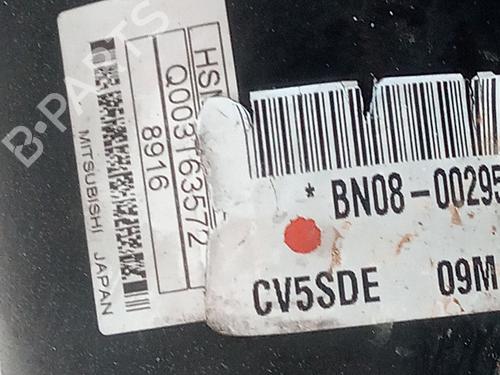 B-PARTS
HSM
Q003T63572
8916
MITSUBISHI JAPAN
* BN08-00295
CV5SDE 09M